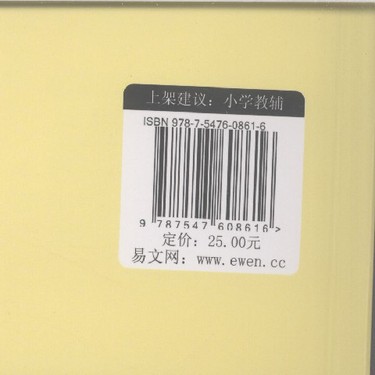 上架建议：小学教辅
ISBN 978-7-5476-0861-6
9 787547 608616 >
定价：25.00元
易文网：www.ewen.cc